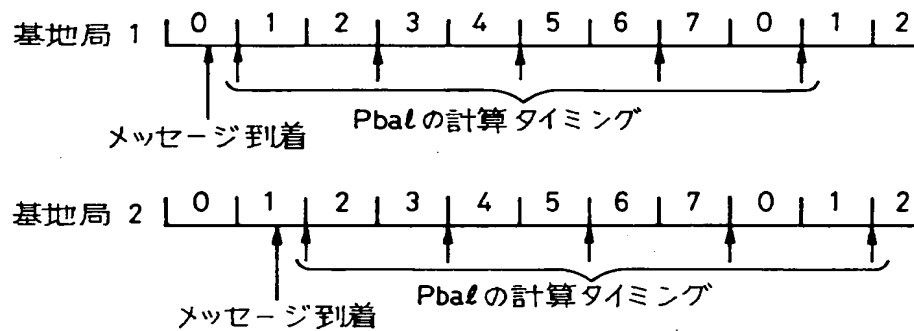 基地局 1 0 1 2 3 4 5 6 7 0 1 2
Pbalの計算タイミング
メッセージ到着
基地局 2 0 1 2 3 4 5 6 7 0 1 2
Pbalの計算タイミング
メッセージ到着